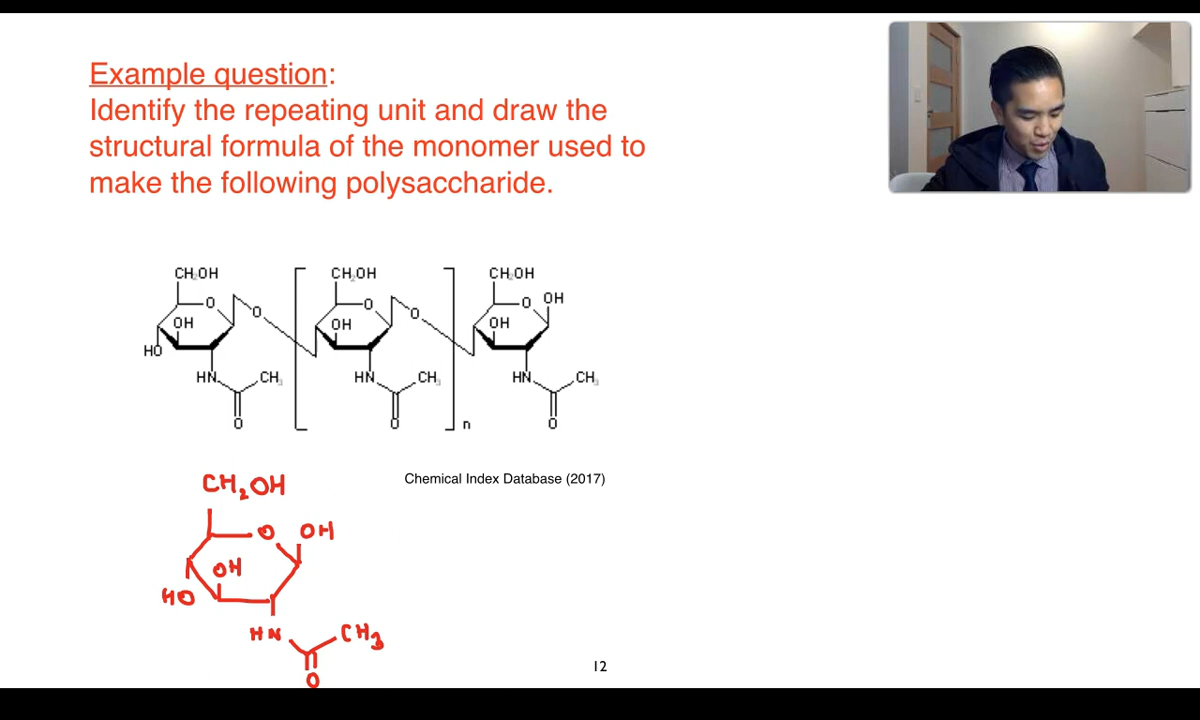 Example question:
Identify the repeating unit and draw the
structural formula of the monomer used to
make the following polysaccharide.
CH2OH CH2OH CH2OH
O O O OH
O O
OH OH OH
HO
HN CH3 HN CH3 HN CH3
O O O
n
Chemical Index Database (2017)
CH2OH
O OH
OH
HO
HN CH3
O
12